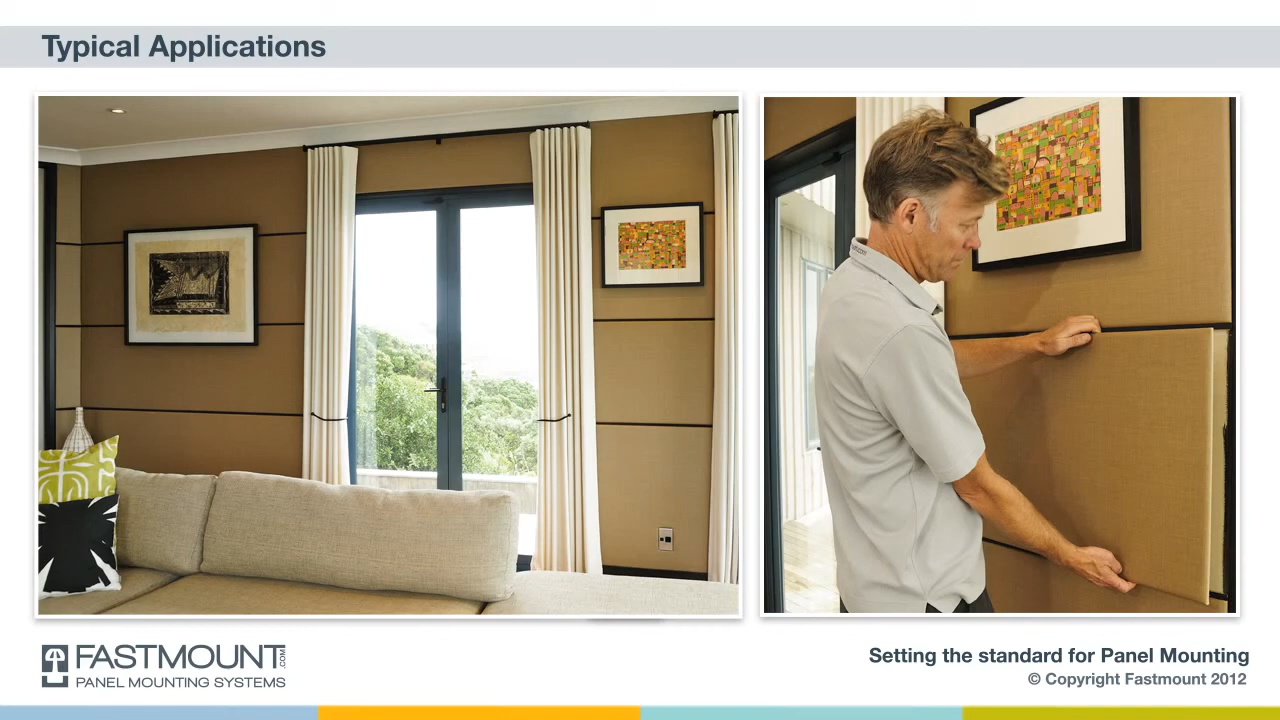 Typical Applications
FASTMOUNT.COM
PANEL MOUNTING SYSTEMS
Setting the standard for Panel Mounting
© Copyright Fastmount 2012